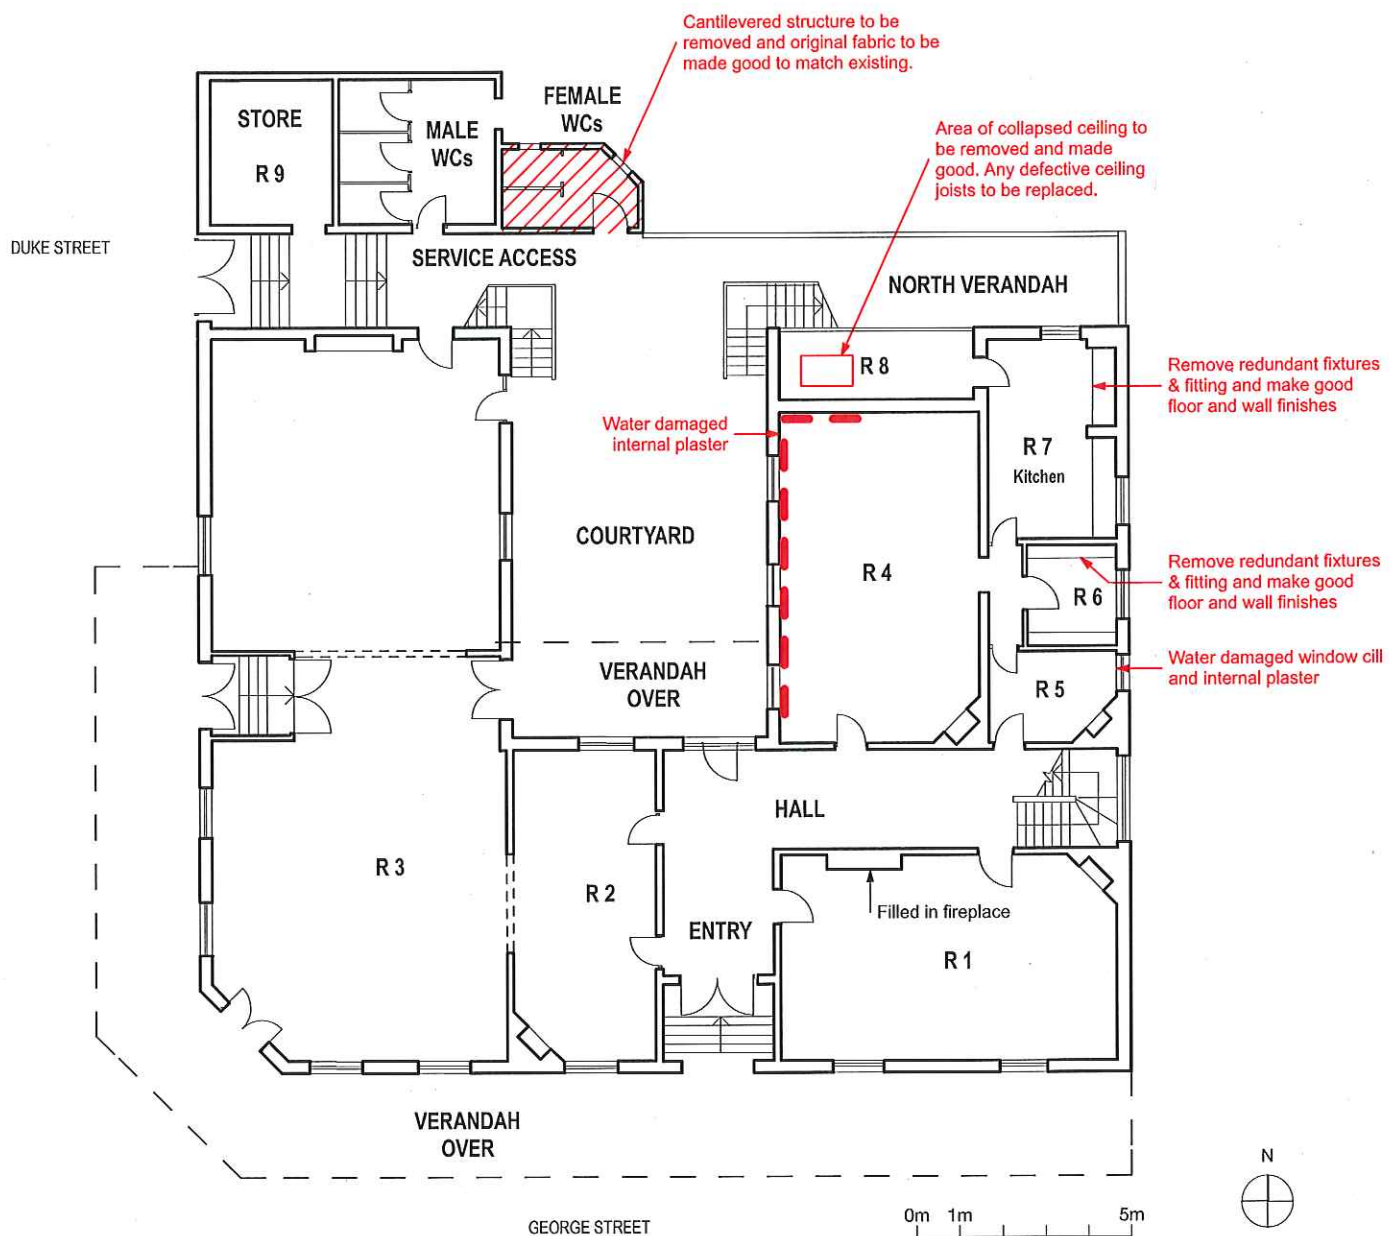 Cantilevered structure to be
removed and original fabric to be
made good to match existing.
FEMALE
WCs
STORE
R 9
MALE
WCs
Area of collapsed ceiling to
be removed and made
good. Any defective ceiling
joists to be replaced.
DUKE STREET
SERVICE ACCESS
NORTH VERANDAH
R 8
Remove redundant fixtures
& fitting and make good
floor and wall finishes
Water damaged
internal plaster
R 7
Kitchen
COURTYARD
R 4
Remove redundant fixtures
& fitting and make good
floor and wall finishes
R 6
VERANDAH
OVER
R 5
Water damaged window cill
and internal plaster
HALL
R 3
R 2
Filled in fireplace
ENTRY
R 1
VERANDAH
OVER
N
GEORGE STREET
0m 1m 5m